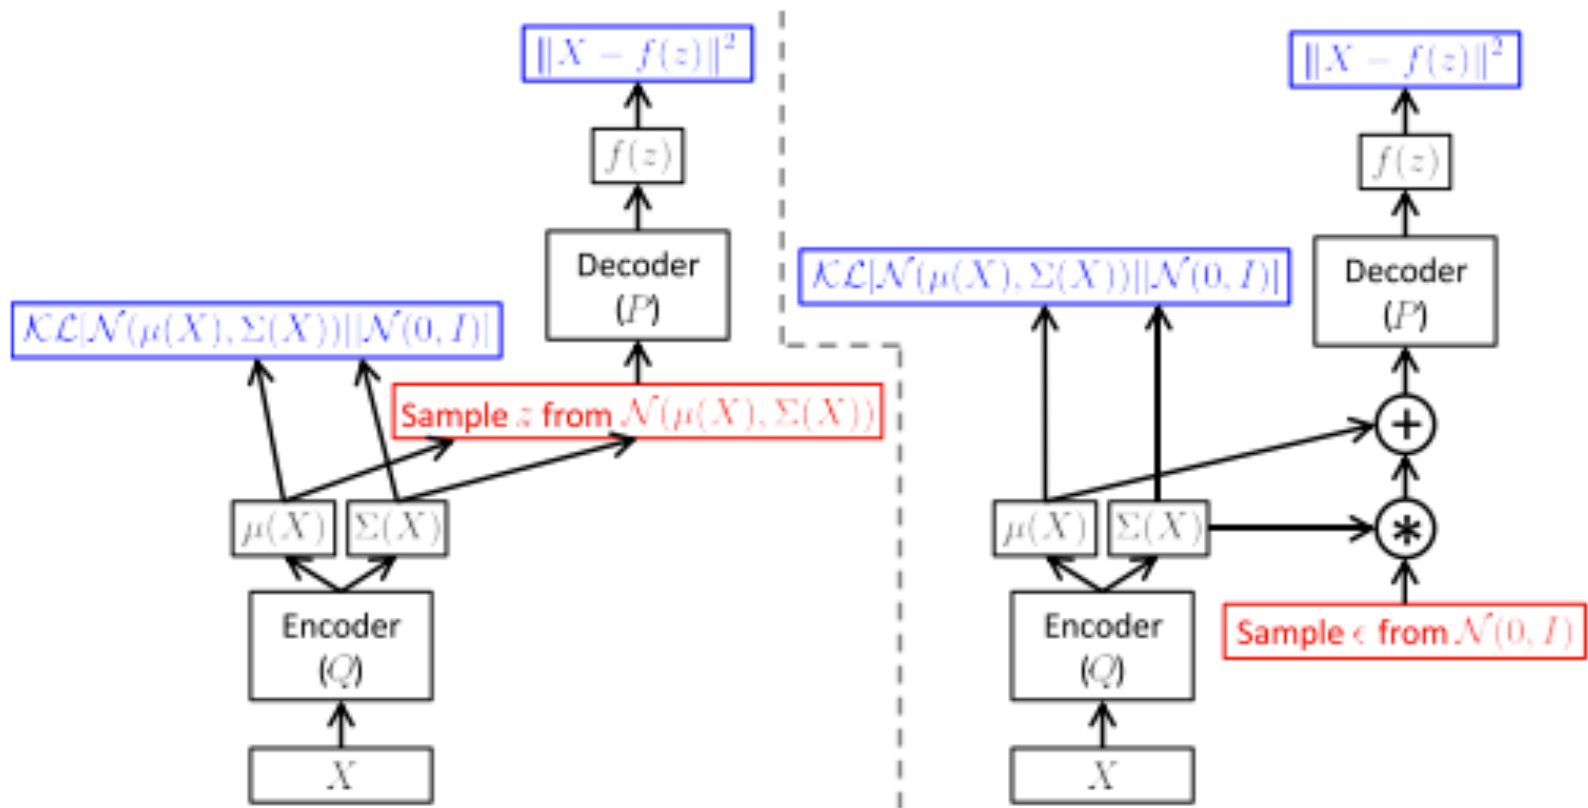 ‖X − f(z)‖²
f(z)
Decoder
(P)
𝒦ℒ[𝒩(μ(X), Σ(X))||𝒩(0, I)]
Sample z from 𝒩(μ(X), Σ(X))
μ(X)
Σ(X)
Encoder
(Q)
X
‖X − f(z)‖²
f(z)
Decoder
(P)
𝒦ℒ[𝒩(μ(X), Σ(X))||𝒩(0, I)]
+
μ(X)
Σ(X)
*
Encoder
(Q)
Sample ϵ from 𝒩(0, I)
X